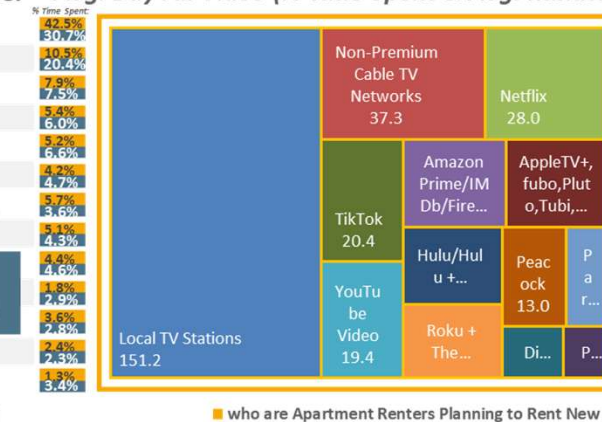 % Time Spent:
42.5%
30.7%
10.5%
20.4%
7.9%
7.5%
5.4%
6.0%
5.2%
6.6%
4.2%
4.7%
5.7%
3.6%
5.1%
4.3%
4.4%
4.6%
1.8%
2.9%
3.6%
2.8%
2.4%
2.3%
1.3%
3.4%
Local TV Stations
151.2
Non-Premium
Cable TV
Networks
37.3
Netflix
28.0
TikTok
20.4
Amazon
Prime/IM
Db/Fire...
AppleTV+,
fubo,Plut
o,Tubi,...
YouTu
be
Video
19.4
Hulu/Hul
u +...
Peac
ock
13.0
P
a
r...
Roku +
The...
Di...
P...
who are Apartment Renters Planning to Rent New